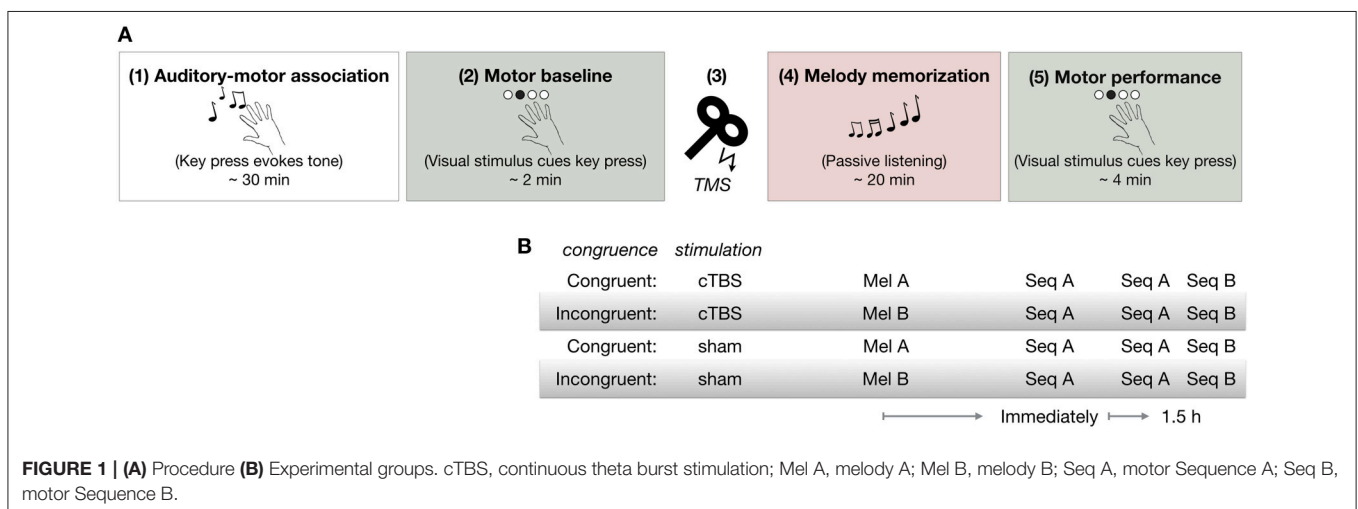 A
(1) Auditory-motor association
(Key press evokes tone)
~ 30 min
(2) Motor baseline
(Visual stimulus cues key press)
~ 2 min
(3)
TMS
(4) Melody memorization
(Passive listening)
~ 20 min
(5) Motor performance
(Visual stimulus cues key press)
~ 4 min
B
congruence stimulation
Congruent: cTBS Mel A Seq A Seq A Seq B
Incongruent: cTBS Mel B Seq A Seq A Seq B
Congruent: sham Mel A Seq A Seq A Seq B
Incongruent: sham Mel B Seq A Seq A Seq B
Immediately 1.5 h
FIGURE 1 | (A) Procedure (B) Experimental groups. cTBS, continuous theta burst stimulation; Mel A, melody A; Mel B, melody B; Seq A, motor Sequence A; Seq B,
motor Sequence B.